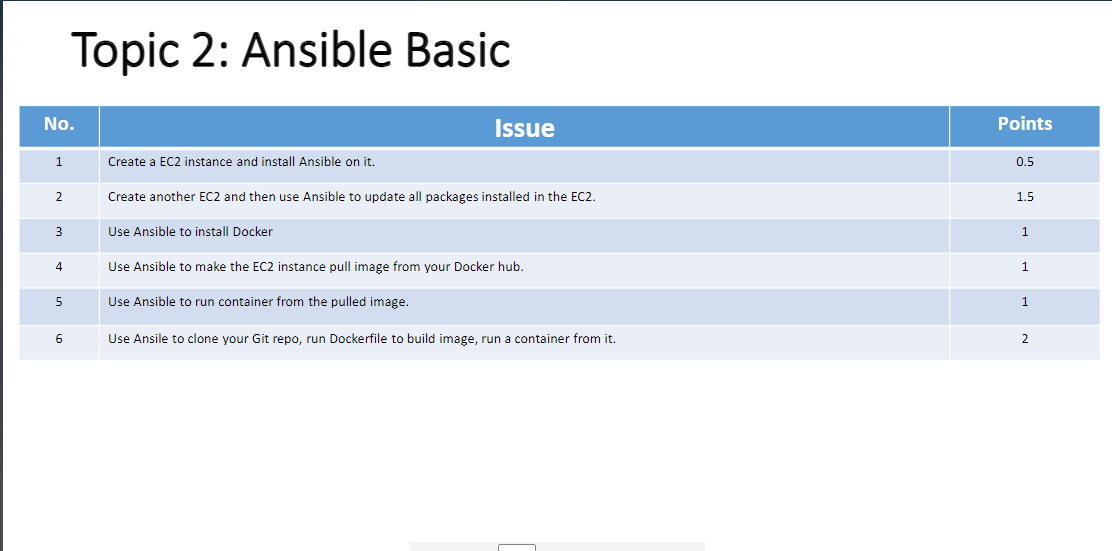 Topic 2: Ansible Basic
No. Issue Points
1 Create a EC2 instance and install Ansible on it. 0.5
2 Create another EC2 and then use Ansible to update all packages installed in the EC2. 1.5
3 Use Ansible to install Docker 1
4 Use Ansible to make the EC2 instance pull image from your Docker hub. 1
5 Use Ansible to run container from the pulled image. 1
6 Use Ansile to clone your Git repo, run Dockerfile to build image, run a container from it. 2